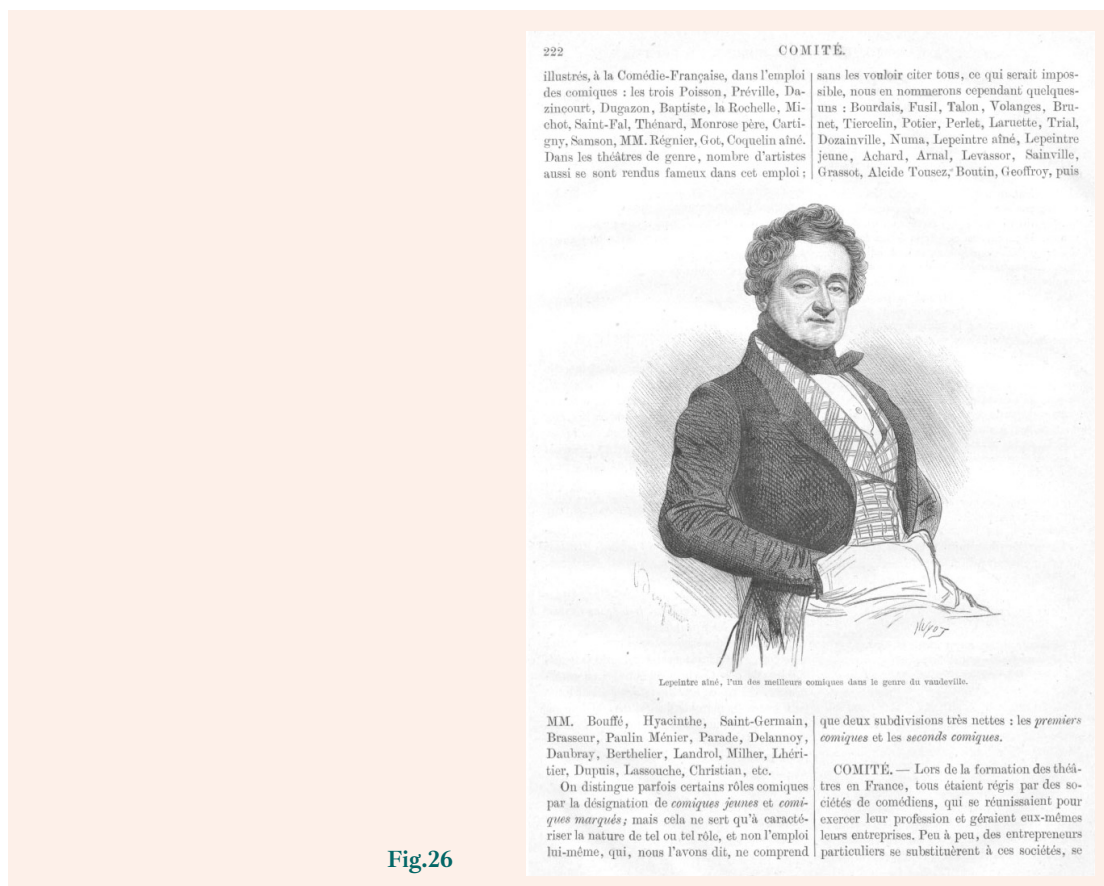 222
COMITÉ.
illustrés, à la Comédie-Française, dans l'emploi
des comiques : les trois Poisson, Préville, Da-
zincourt, Dugazon, Baptiste, la Rochelle, Mi-
chot, Saint-Fal, Thénard, Monrose père, Carti-
gny, Samson, MM. Régnier, Got, Coquelin aîné.
Dans les théâtres de genre, nombre d'artistes
aussi se sont rendus fameux dans cet emploi ;
sans les vouloir citer tous, ce qui serait impos-
sible, nous en nommerons cependant quelques-
uns : Bourdais, Fusil, Talon, Volanges, Bru-
net, Tiercelin, Potier, Perlet, Laruette, Trial,
Dozainville, Numa, Lepeintre aîné, Lepeintre
jeune, Achard, Arnal, Levassor, Sainville,
Grassot, Alcide Tousez, Boutin, Geoffroy, puis
Lepeintre aîné, l'un des meilleurs comiques dans le genre du vaudeville.
MM. Bouffé, Hyacinthe, Saint-Germain,
Brasseur, Paulin Ménier, Parade, Delannoy,
Daubray, Berthelier, Landrol, Milher, Lhéri-
tier, Dupuis, Lassouche, Christian, etc.
On distingue parfois certains rôles comiques
par la désignation de comiques jeunes et comi-
ques marqués ; mais cela ne sert qu'à caracté-
riser la nature de tel ou tel rôle, et non l'emploi
lui-même, qui, nous l'avons dit, ne comprend
que deux subdivisions très nettes : les premiers
comiques et les seconds comiques.
COMITÉ. — Lors de la formation des théâ-
tres en France, tous étaient régis par des so-
ciétés de comédiens, qui se réunissaient pour
exercer leur profession et géraient eux-mêmes
leurs entreprises. Peu à peu, des entrepreneurs
particuliers se substituèrent à ces sociétés, se
Fig.26